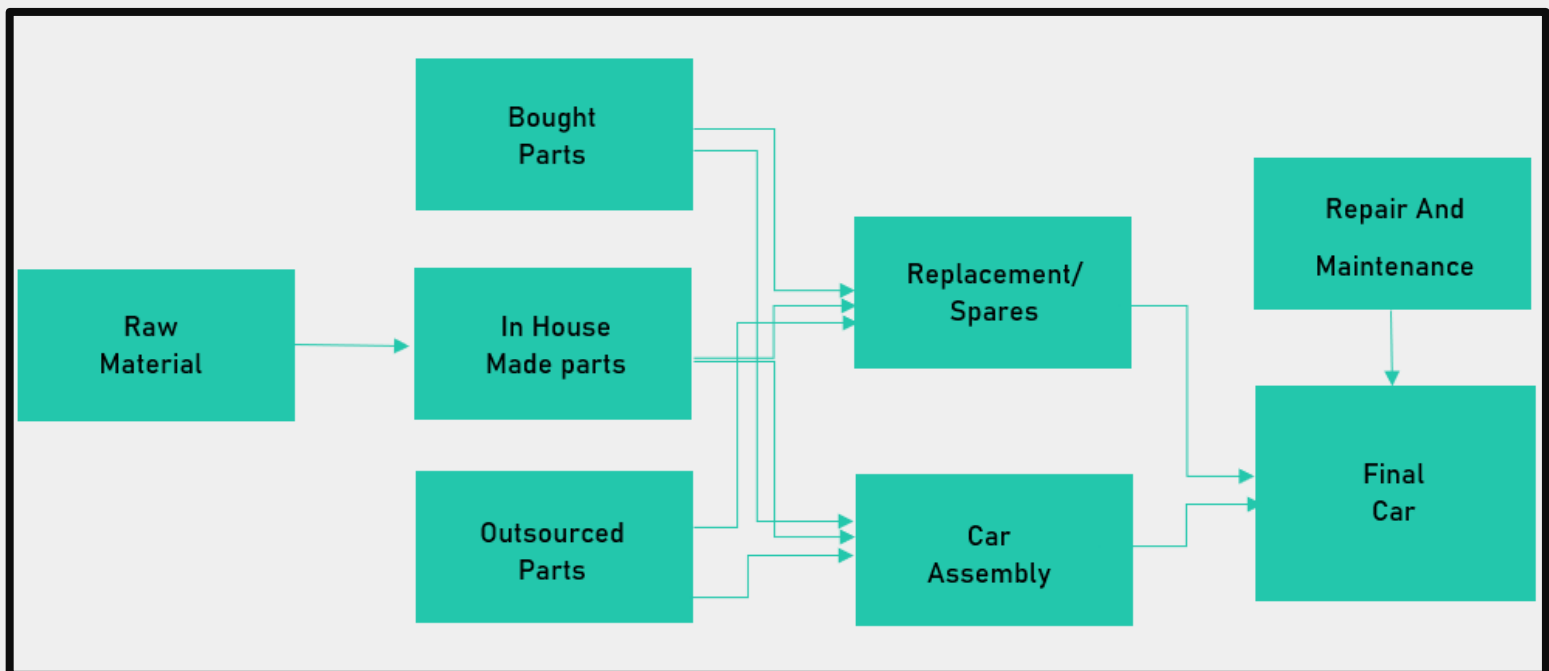 Bought
Parts
Repair And
Maintenance
Replacement/
Spares
Raw
Material
In House
Made parts
Final
Car
Outsourced
Parts
Car
Assembly